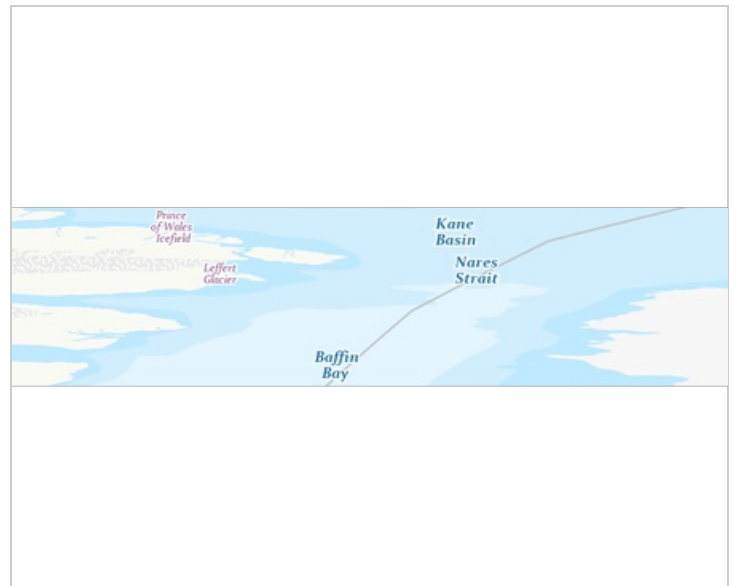 Prince
of Wales
Icefield
Kane
Basin
Leffert
Glacier
Nares
Strait
Baffin
Bay